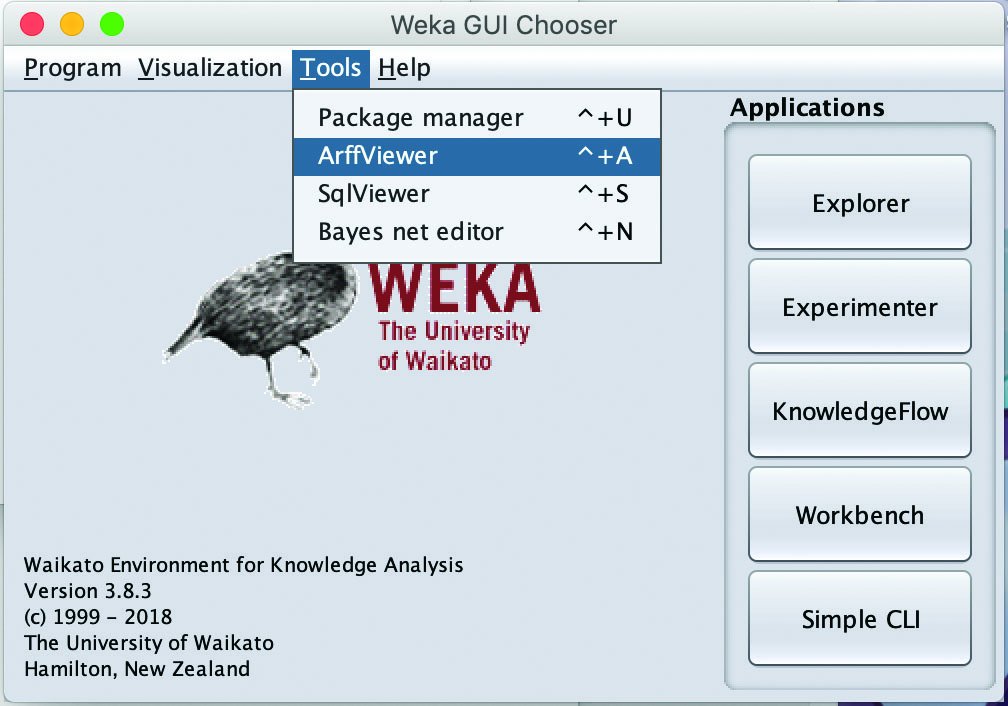 Weka GUI Chooser
Program Visualization Tools Help
Package manager ^+U
ArffViewer ^+A
SqlViewer ^+S
Bayes net editor ^+N
WEKA
The University
of Waikato
Applications
Explorer
Experimenter
KnowledgeFlow
Workbench
Simple CLI
Waikato Environment for Knowledge Analysis
Version 3.8.3
(c) 1999 – 2018
The University of Waikato
Hamilton, New Zealand